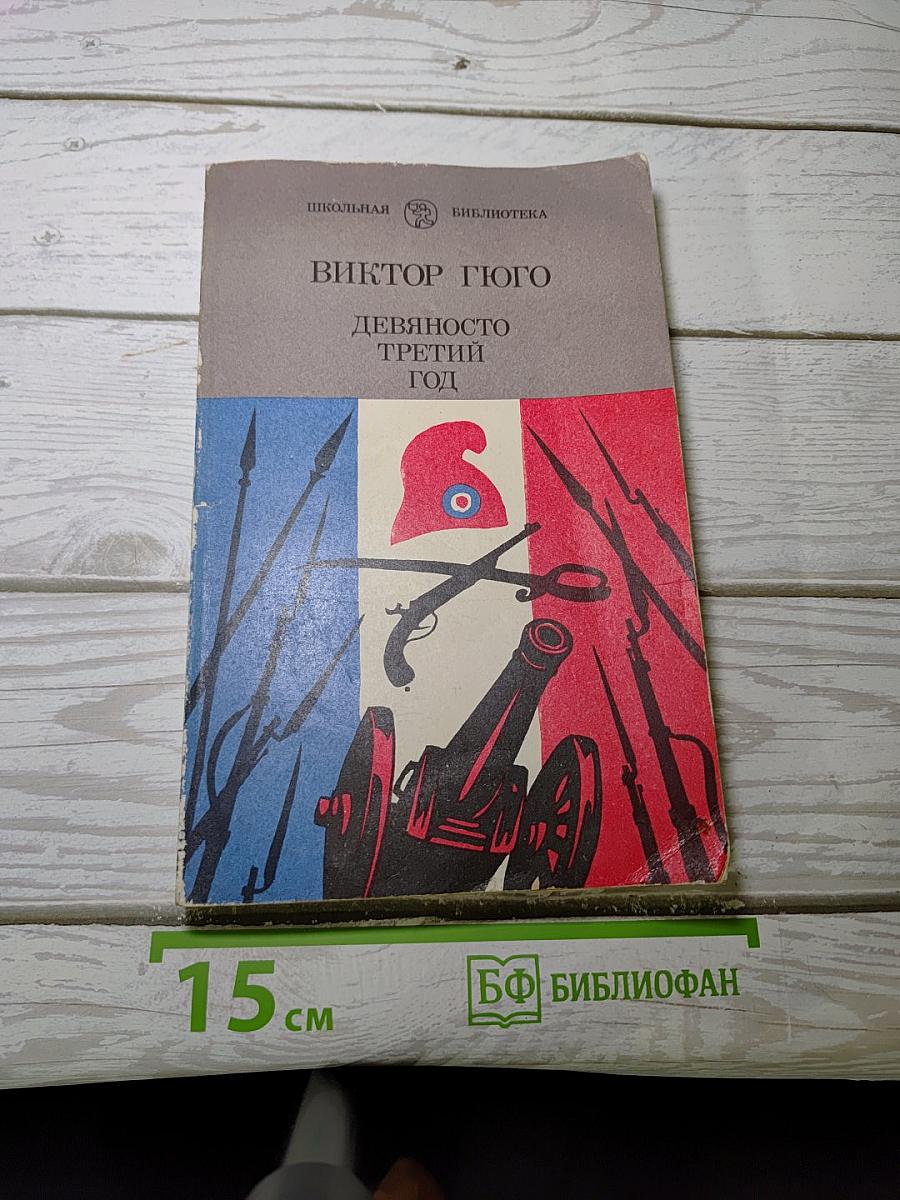 ШКОЛЬНАЯ БИБЛИОТЕКА
ВИКТОР ГЮГО
ДЕВЯНОСТО
ТРЕТИЙ
ГОД
15 см
БФ БИБЛИОФАН